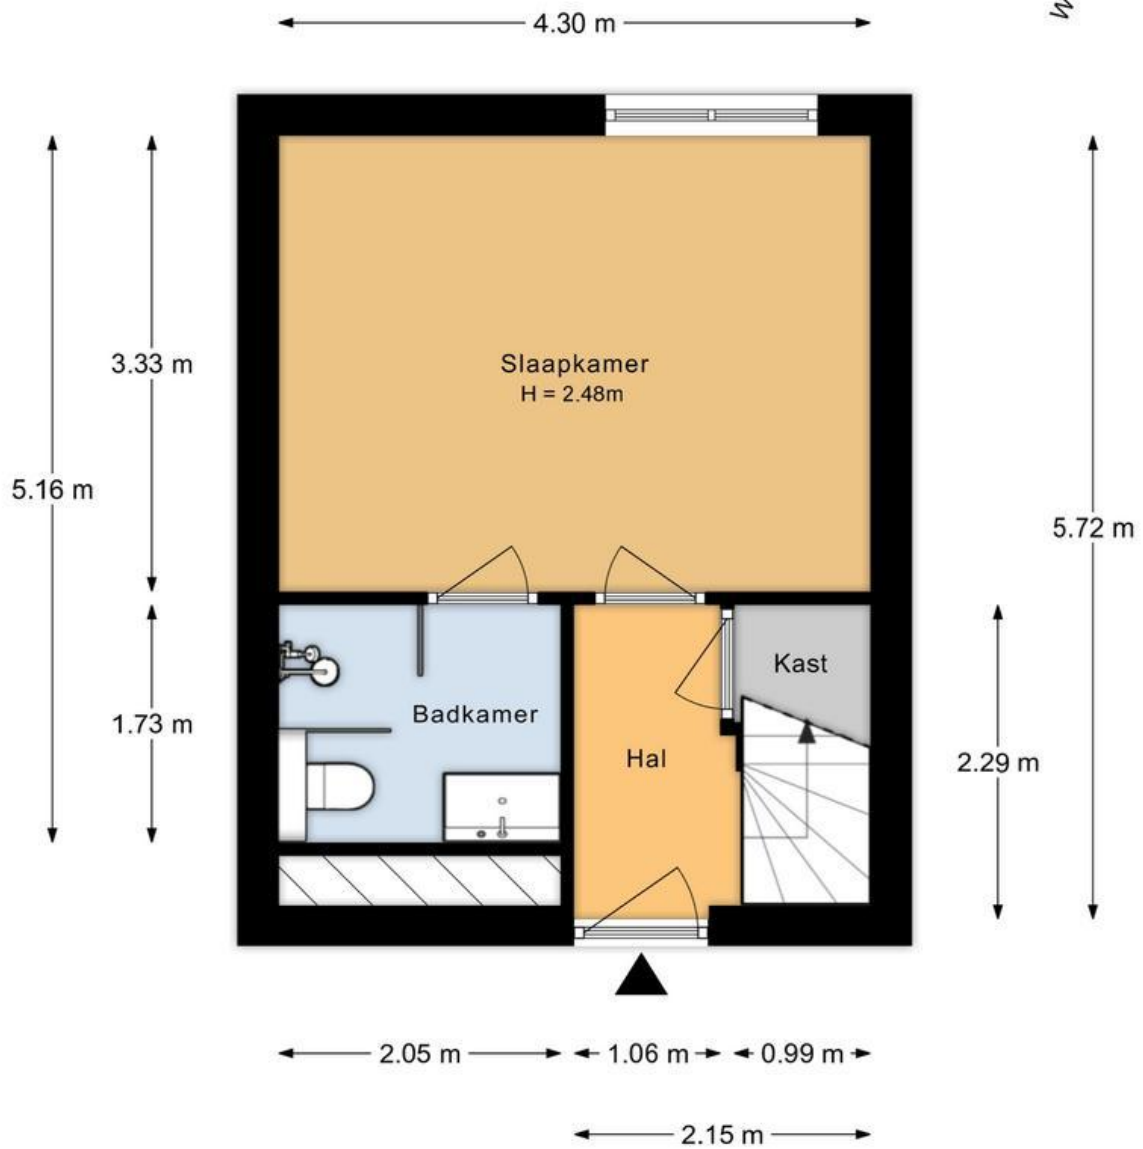 4.30 m
w
Slaapkamer
H = 2.48m
3.33 m
5.16 m
5.72 m
Kast
Badkamer
1.73 m
Hal
2.29 m
2.05 m
1.06 m
0.99 m
2.15 m